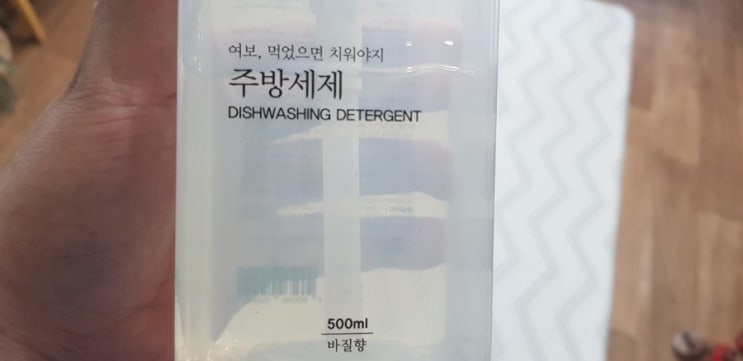 여보, 먹었으면 치워야지
주방세제
DISHWASHING DETERGENT
500ml
바질향